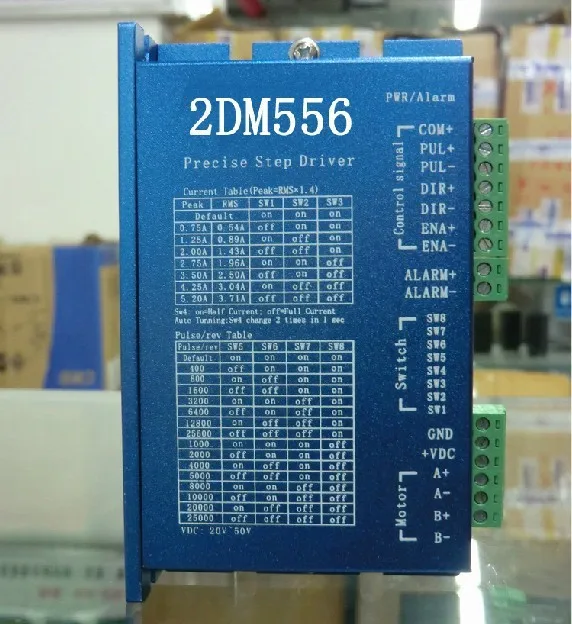 2DM556
Precise Step Driver
PWR/Alarm
Current Table(Peak=RMS*1.4)
Peak RMS SW1 SW2 SW3
Default on on on
0.75A 0.54A off on on
1.25A 0.89A on off on
2.00A 1.43A off off on
2.75A 1.96A on on off
3.50A 2.50A off on off
4.25A 3.04A on off off
5.20A 3.71A off off off
Sw4: on=Half Current; off=Full Current
Auto Tunning:Sw4 change 2 times in 1 sec
Pulse/rev Table
Pulse/rev SW5 SW6 SW7 SW8
Default on on on on
400 off on on on
800 on off on on
1600 off off on on
3200 on on off on
6400 off on off on
12800 on off off on
25600 off off off on
1000 on on on off
2000 off on on off
4000 on off on off
5000 off off on off
8000 on on off off
10000 off on off off
20000 on off off off
25000 off off off off
VDC: 20V~50V
Control signal
COM+
PUL+
PUL-
DIR+
DIR-
ENA+
ENA-
ALARM+
ALARM-
Switch
SW8
SW7
SW6
SW5
SW4
SW3
SW2
SW1
GND
+VDC
Motor
A+
A-
B+
B-